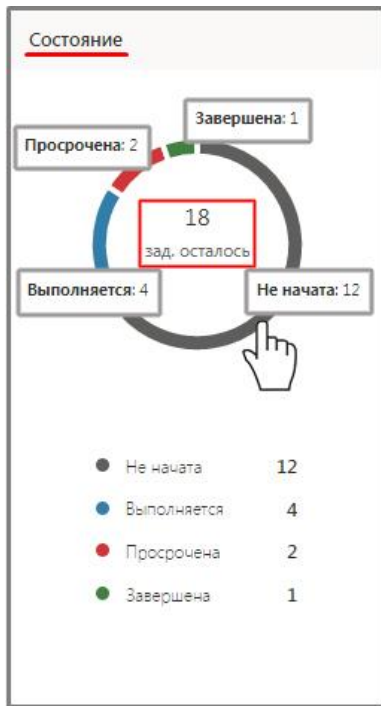 Состояние
Завершена: 1
Просрочена: 2
18
зад. осталось
Выполняется: 4
Не начата: 12
Не начата 12
Выполняется 4
Просрочена 2
Завершена 1